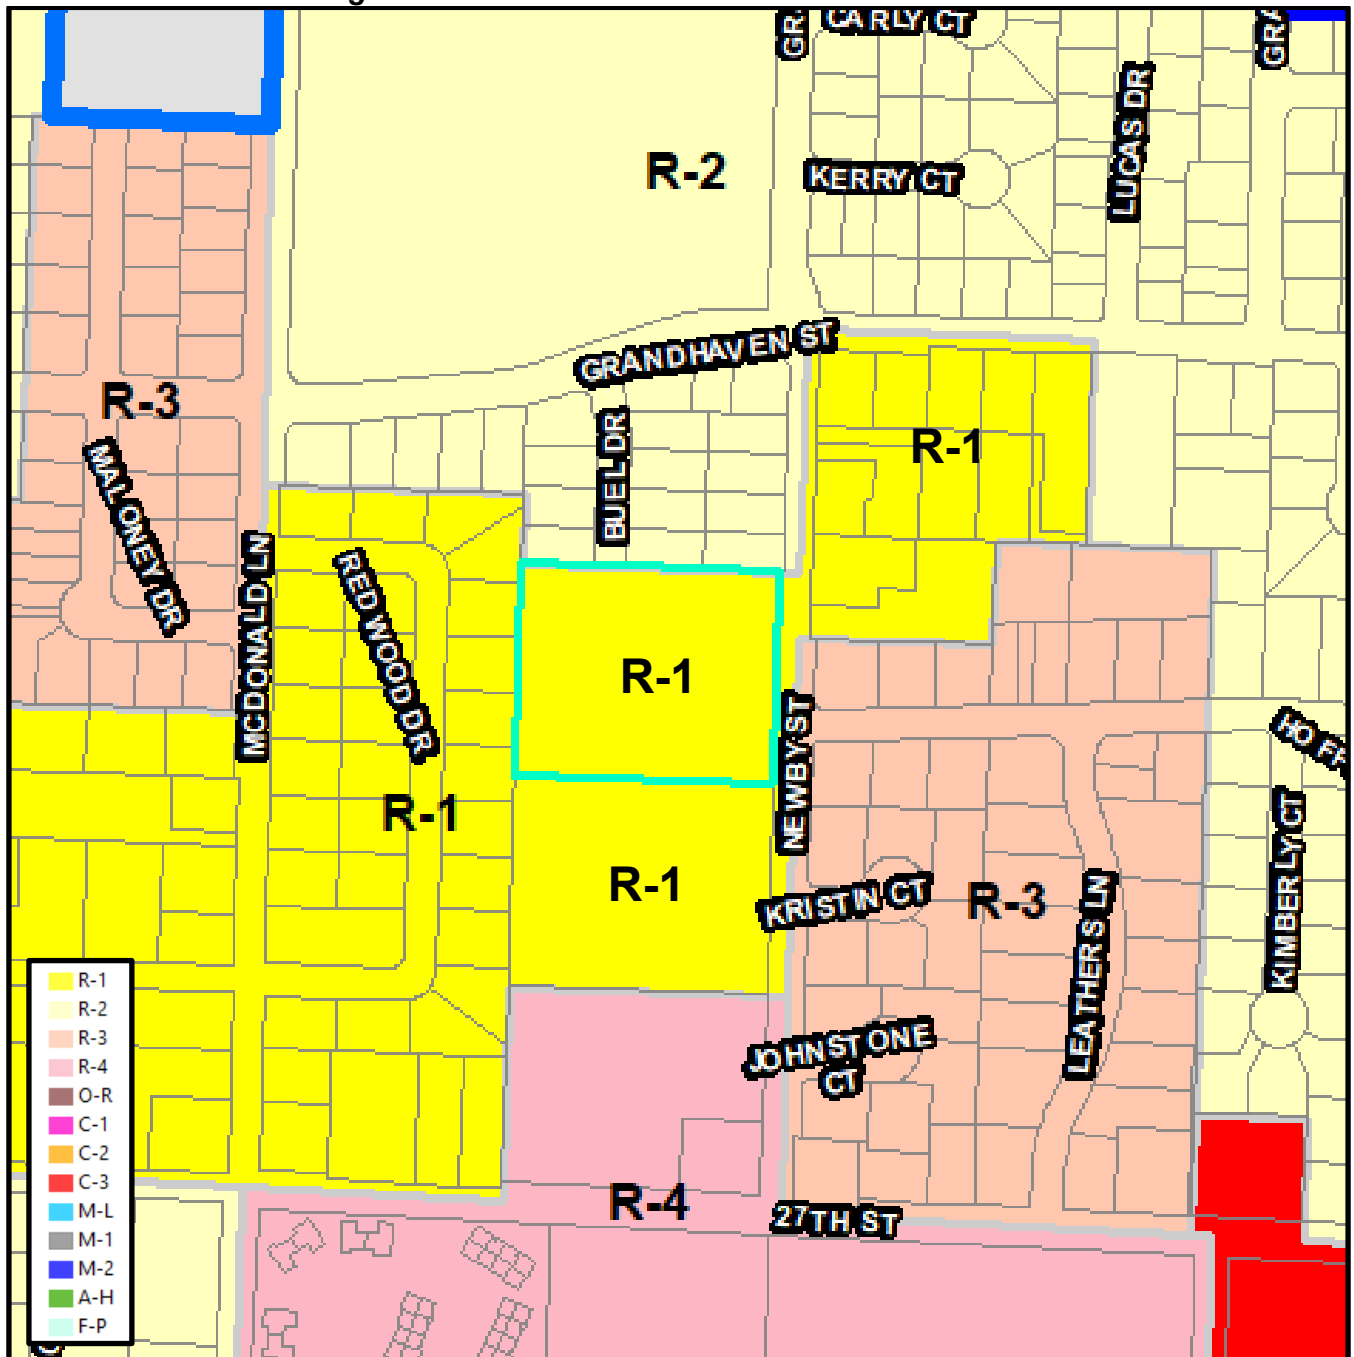 g
CARLY CT
GR
GRA
LUCAS DR
R-2
KERRY CT
GRANDHAVEN ST
R-3
BUEL DR
R-1
MALONEY DR
MCDONALD LN
REDWOOD DR
R-1
NEWBY ST
HOFF
R-1
R-1
KRISTIN CT
R-3
LEATHERS LN
KIMBERLY CT
JOHNSTONE
CT
R-4
27TH ST
R-1
R-2
R-3
R-4
O-R
C-1
C-2
C-3
M-L
M-1
M-2
A-H
F-P